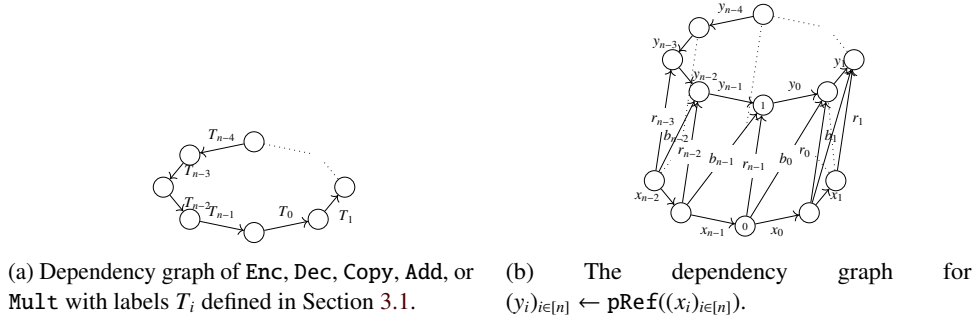 T_{n-4}
T_{n-3}
T_{n-2}
T_{n-1}
T_0
T_1
(a) Dependency graph of Enc, Dec, Copy, Add, or
Mult with labels T_i defined in Section 3.1.
y_{n-4}
y_{n-3}
y_{n-2}
y_{n-1}
y_0
y_1
1
r_{n-3}
b_{n-2}
r_{n-2}
b_{n-1}
r_{n-1}
b_0
r_0
b_1
r_1
x_{n-2}
x_{n-1}
0
x_0
x_1
(b) The dependency graph for
(y_i)_{i∈[n]} ← pRef((x_i)_{i∈[n]}).